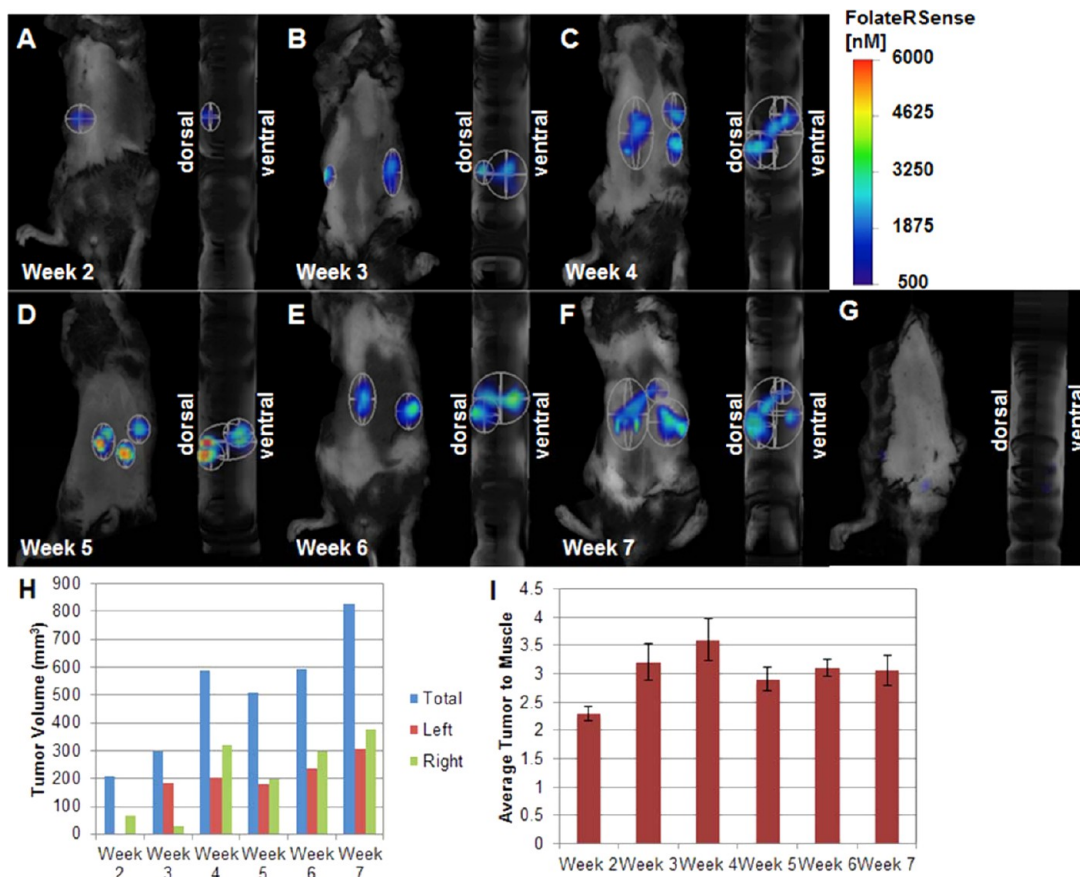 FolateRSense
[nM]
6000
4625
3250
1875
500
A
dorsal
ventral
Week 2
B
dorsal
ventral
Week 3
C
dorsal
ventral
Week 4
D
dorsal
ventral
Week 5
E
dorsal
ventral
Week 6
F
dorsal
ventral
Week 7
G
dorsal
ventral
H
Tumor Volume (mm³)
900
800
700
600
500
400
300
200
100
0
Week 2
Week 3
Week 4
Week 5
Week 6
Week 7
Total
Left
Right
I
Average Tumor to Muscle
4.5
4
3.5
3
2.5
2
1.5
1
0.5
0
Week 2 Week 3 Week 4 Week 5 Week 6 Week 7